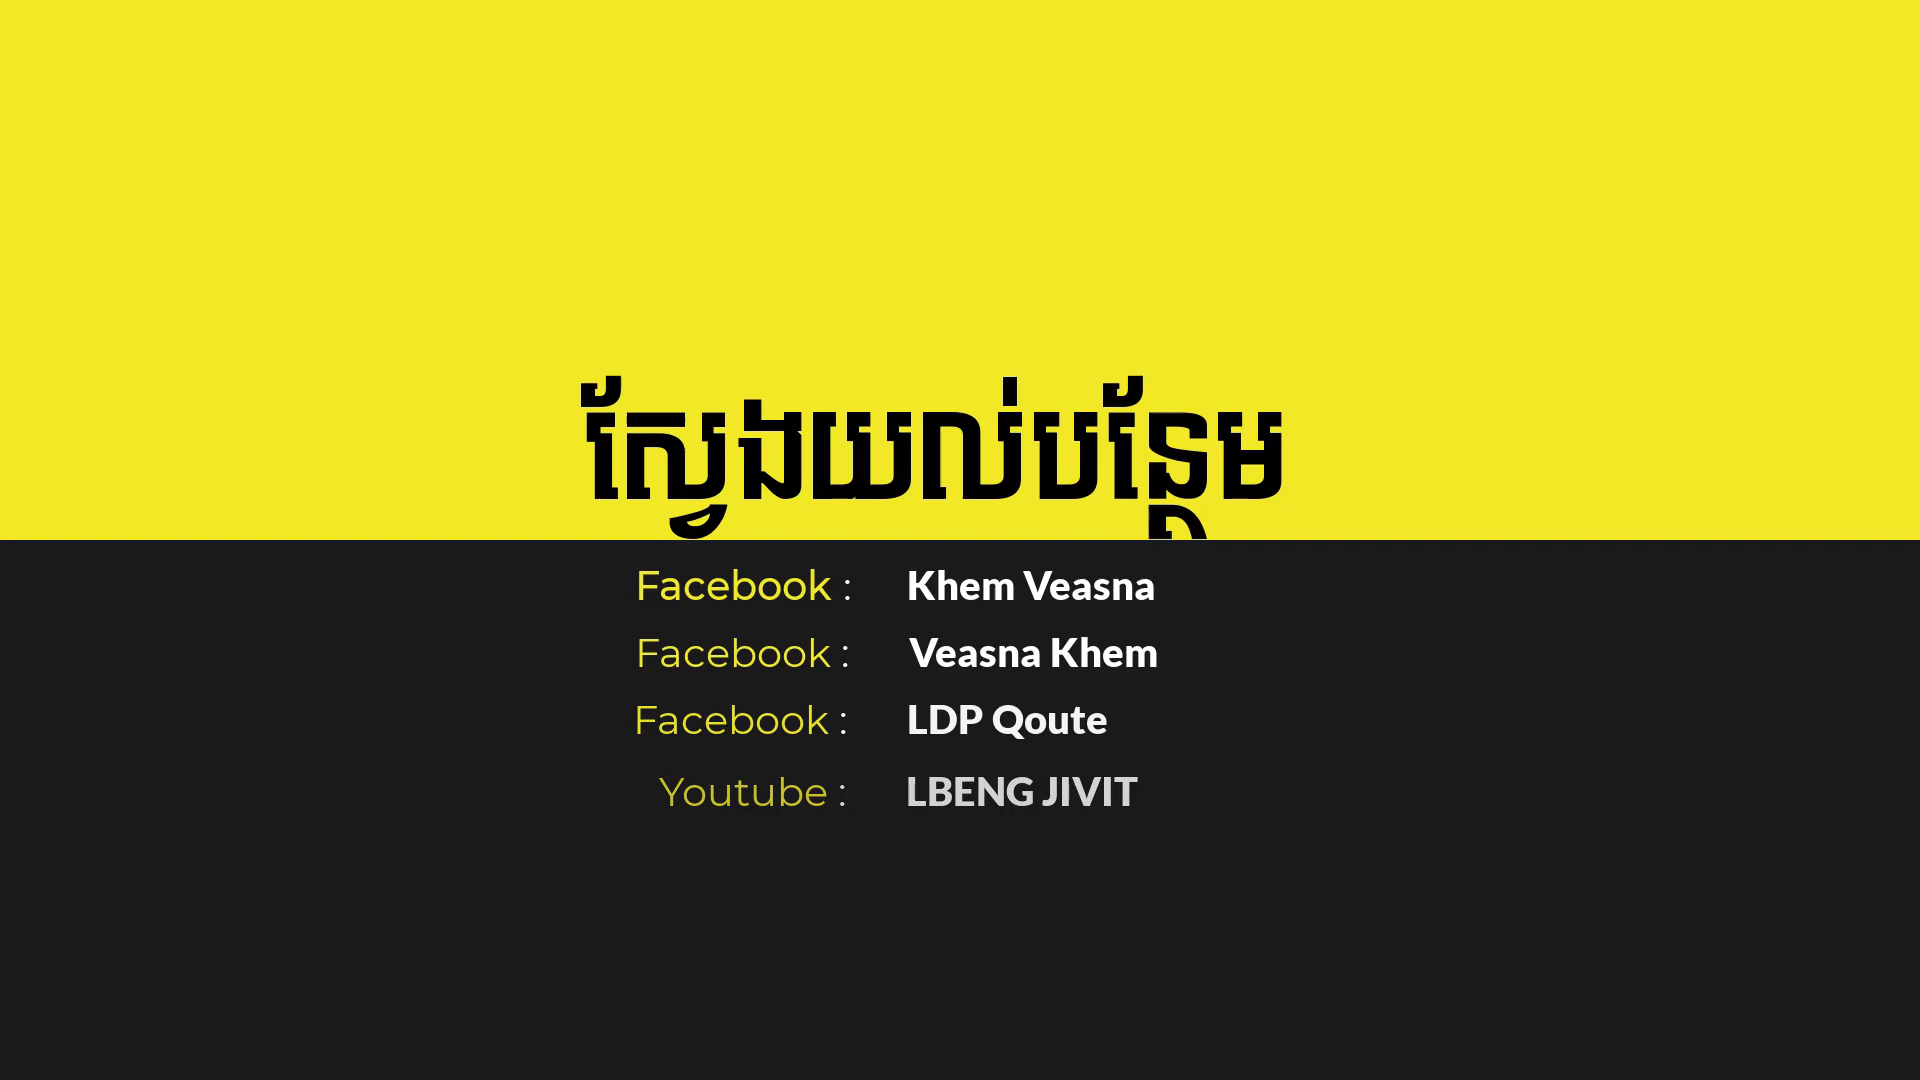 ស្វែងយល់បន្ថែម
Facebook : Khem Veasna
Facebook : Veasna Khem
Facebook : LDP Qoute
Youtube : LBENG JIVIT